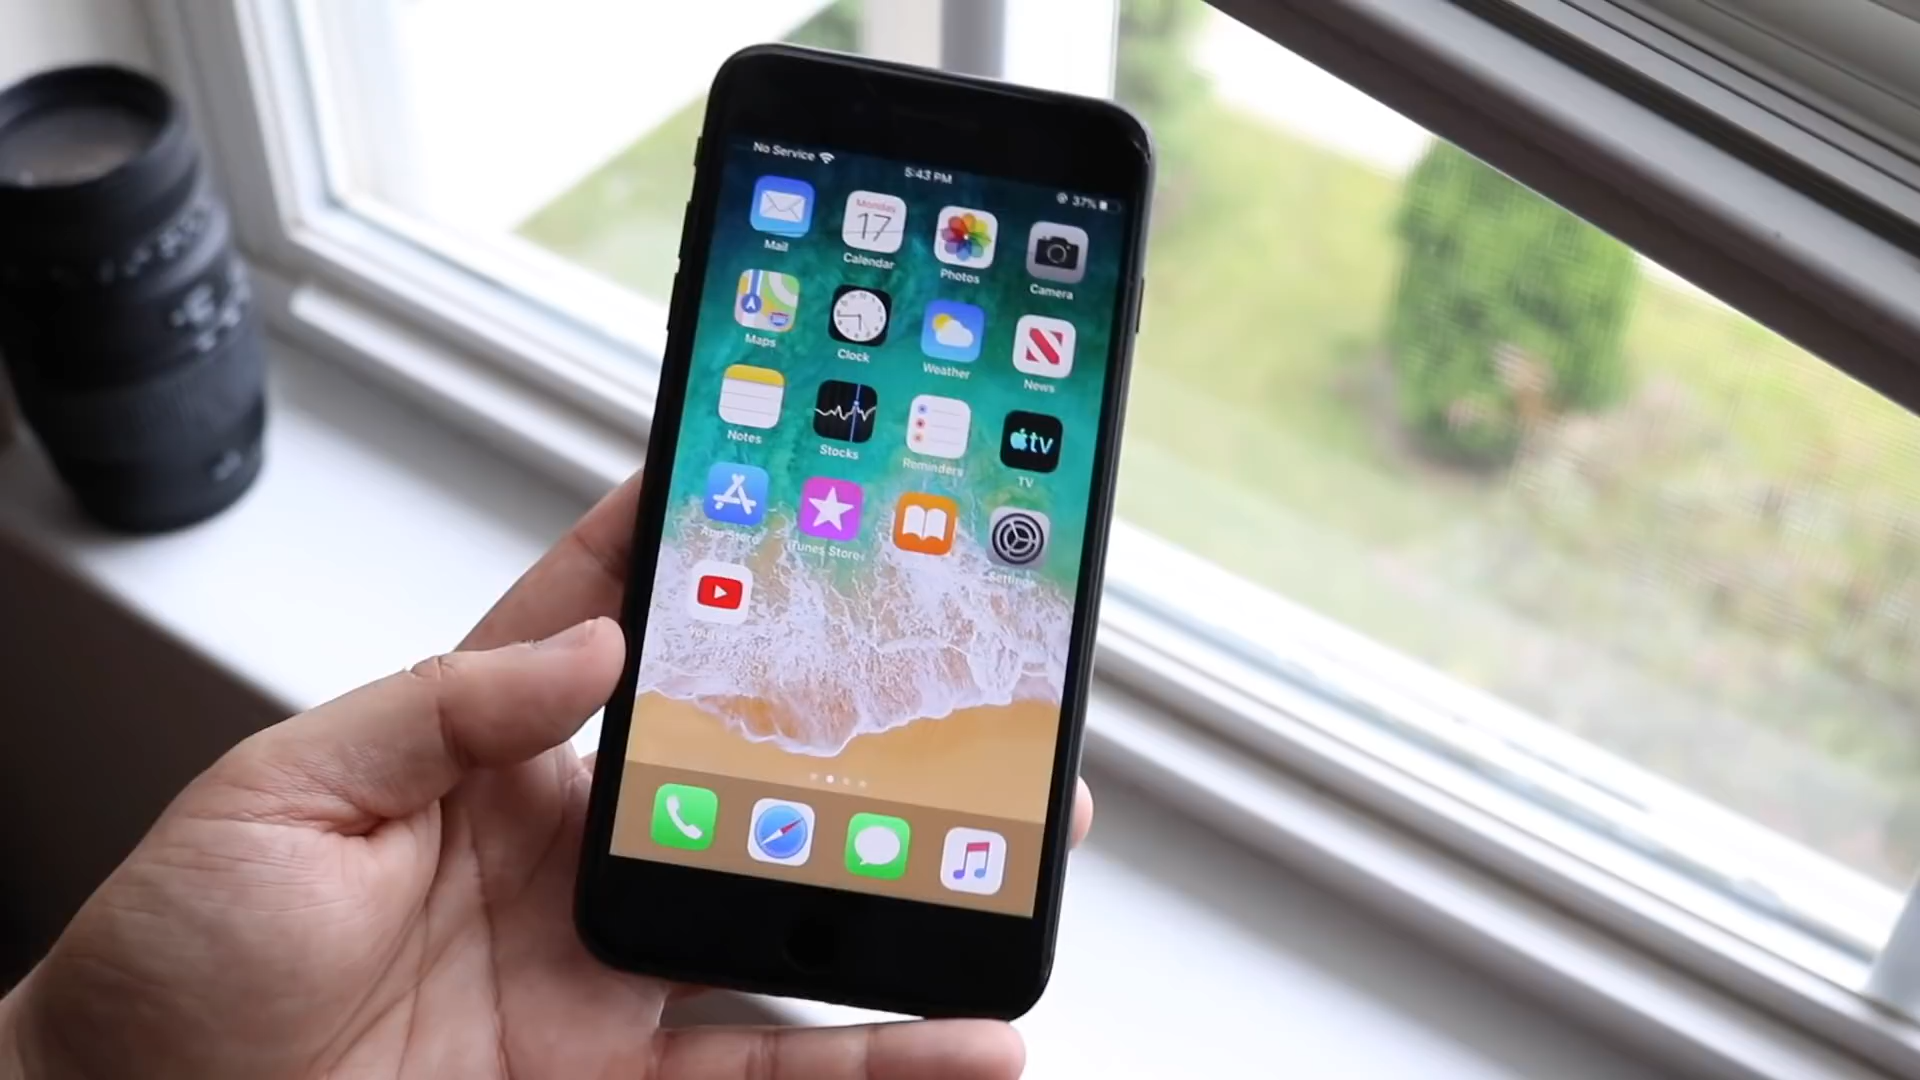 No Service
5:43 PM
37%
Monday
17
Mail
Calendar
Photos
Camera
Maps
Clock
Weather
News
Notes
Stocks
Reminders
tv
TV
App Store
iTunes Store
Settings